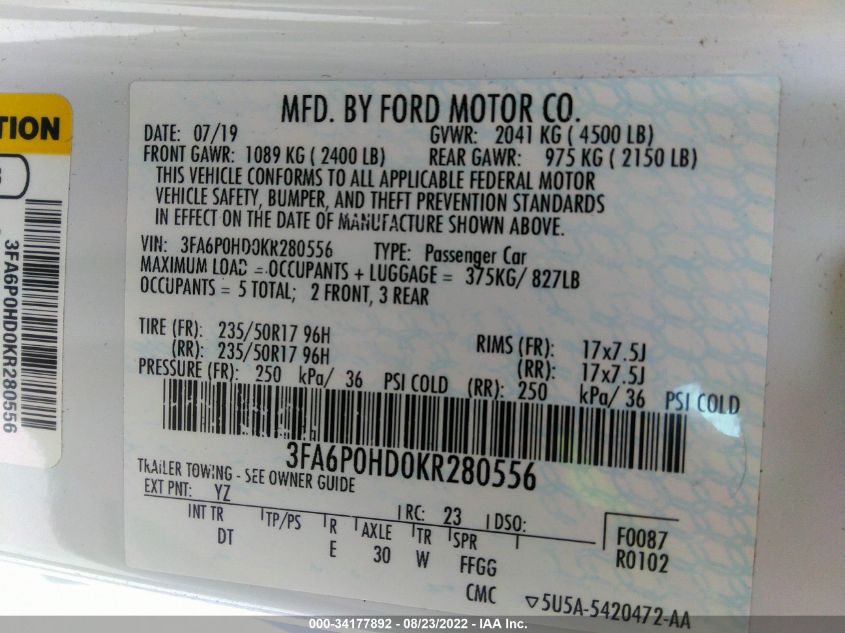 MFD. BY FORD MOTOR CO.
DATE: 07/19 GVWR: 2041 KG ( 4500 LB)
FRONT GAWR: 1089 KG ( 2400 LB) REAR GAWR: 975 KG ( 2150 LB)
THIS VEHICLE CONFORMS TO ALL APPLICABLE FEDERAL MOTOR
VEHICLE SAFETY, BUMPER, AND THEFT PREVENTION STANDARDS
IN EFFECT ON THE DATE OF MANUFACTURE SHOWN ABOVE.
VIN: 3FA6P0HD0KR280556 TYPE: Passenger Car
MAXIMUM LOAD = OCCUPANTS + LUGGAGE = 375KG/ 827LB
OCCUPANTS = 5 TOTAL; 2 FRONT, 3 REAR
TIRE (FR): 235/50R17 96H RIMS (FR): 17x7.5J
(RR): 235/50R17 96H (RR): 17x7.5J
PRESSURE (FR): 250 kPa/ 36 PSI COLD (RR): 250 kPa/ 36 PSI COLD
3FA6P0HD0KR280556
TRAILER TOWING - SEE OWNER GUIDE
EXT PNT: YZ RC: 23 DSO:
INT TR TP/PS R AXLE TR SPR F0087
DT E 30 W FFGG R0102
CMC ▽5U5A-5420472-AA
TION
3FA6P0HD0KR280556
000-34177892 - 08/23/2022 - IAA Inc.